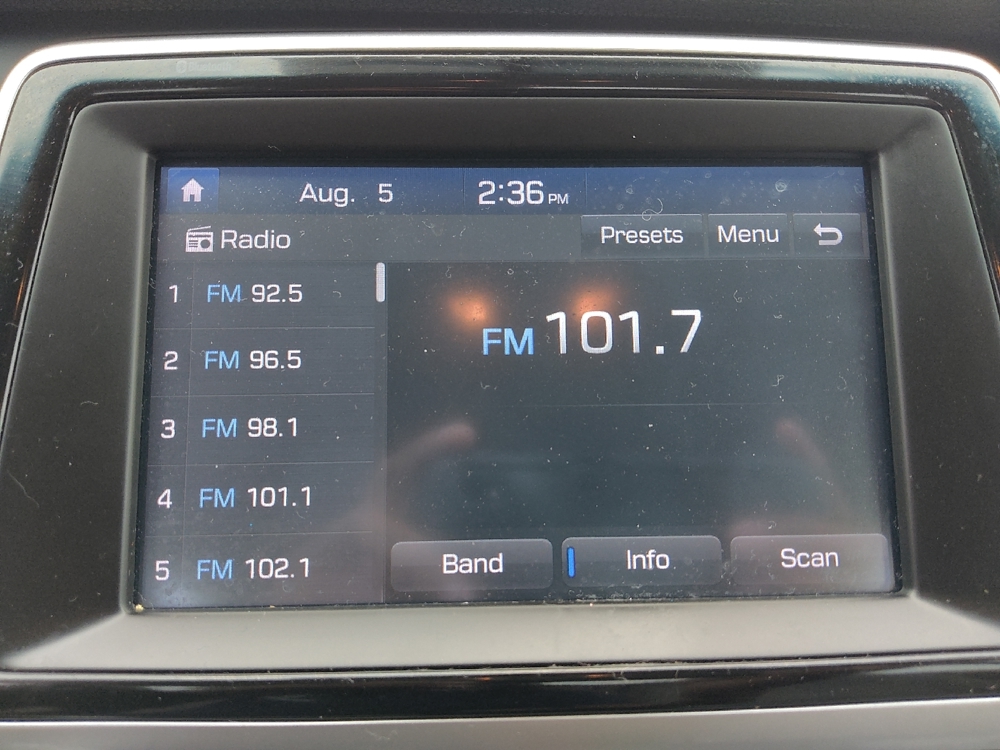 Aug. 5 2:36 PM
Radio Presets Menu
1 FM 92.5
2 FM 96.5
3 FM 98.1
4 FM 101.1
5 FM 102.1
FM 101.7
Band Info Scan